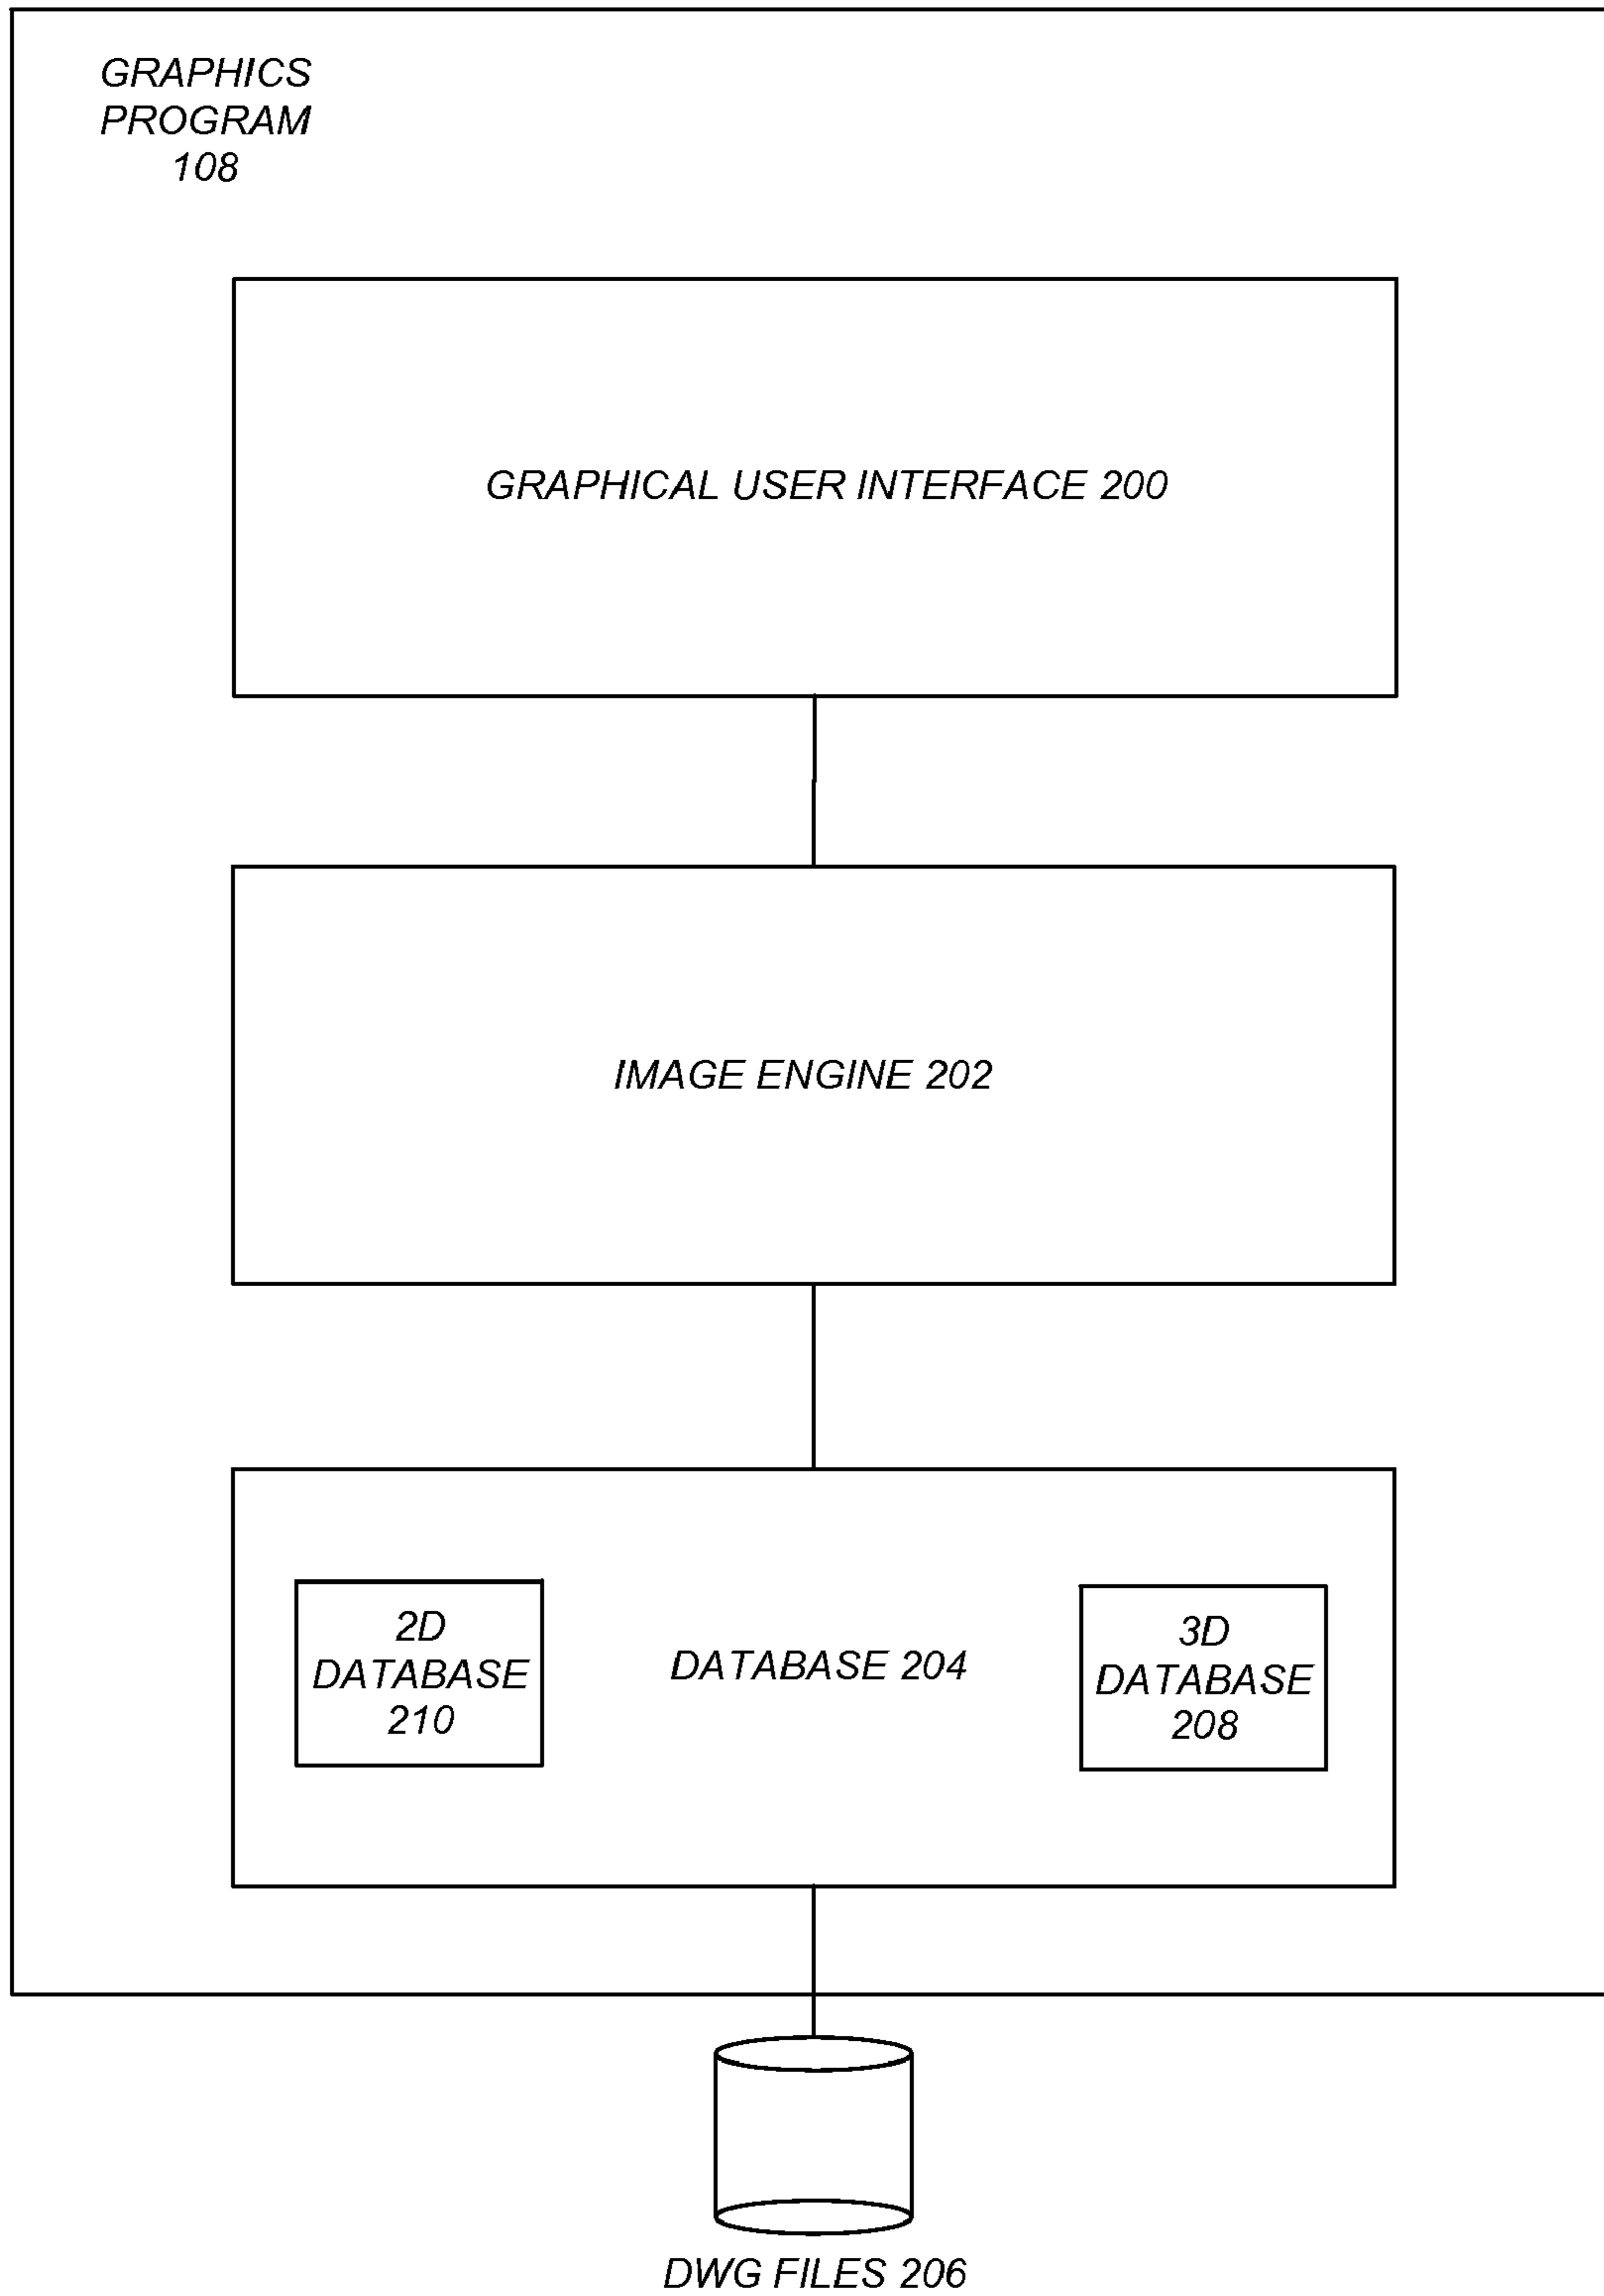 GRAPHICS
PROGRAM
108
GRAPHICAL USER INTERFACE 200
IMAGE ENGINE 202
2D
DATABASE
210
DATABASE 204
3D
DATABASE
208
DWG FILES 206